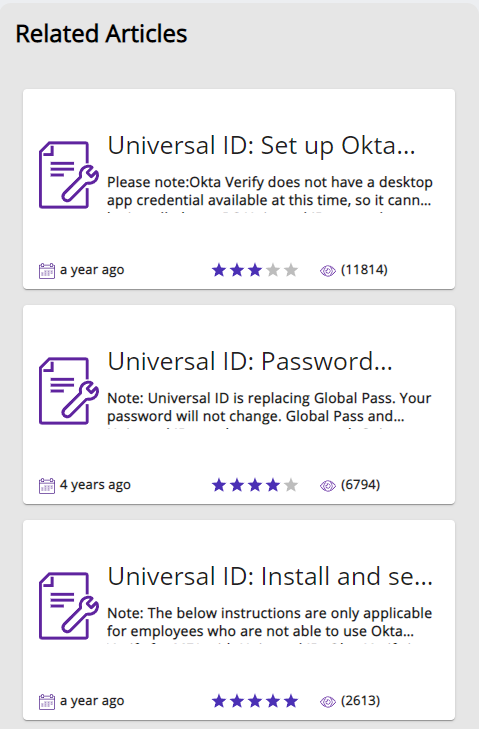 Related Articles
Universal ID: Set up Okta...
Please note:Okta Verify does not have a desktop
app credential available at this time, so it cann...
a year ago
(11814)
Universal ID: Password...
Note: Universal ID is replacing Global Pass. Your
password will not change. Global Pass and...
4 years ago
(6794)
Universal ID: Install and se...
Note: The below instructions are only applicable
for employees who are not able to use Okta...
a year ago
(2613)